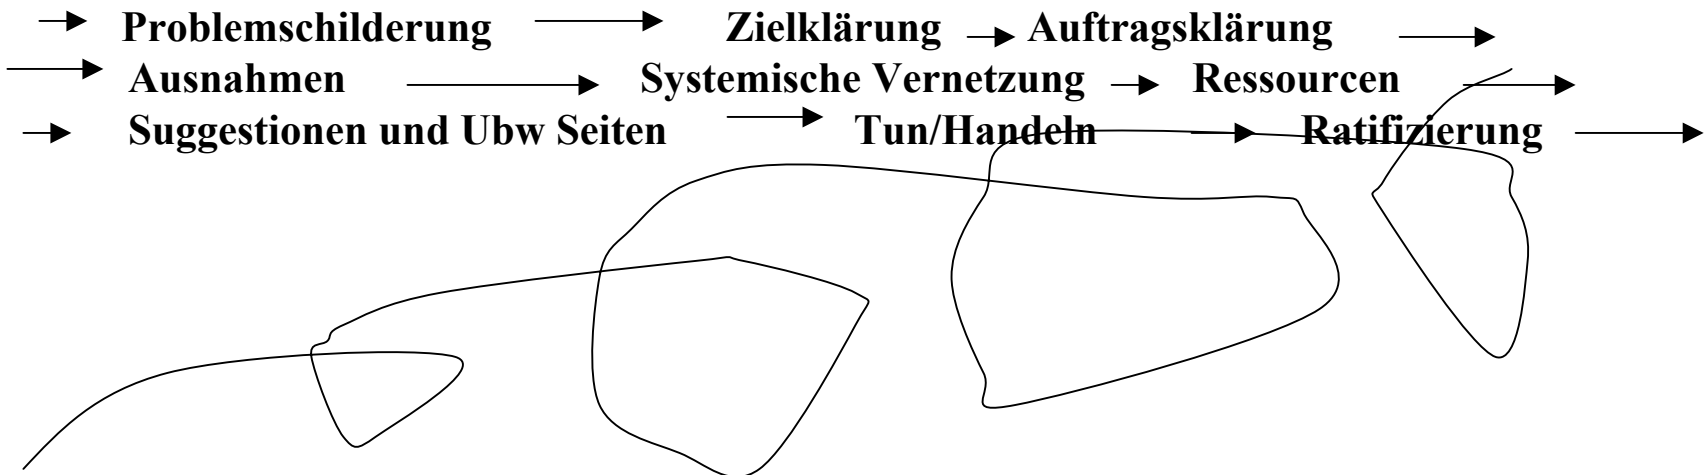 Problemschilderung Zielklärung Auftragsklärung
Ausnahmen Systemische Vernetzung Ressourcen
Suggestionen und Ubw Seiten Tun/Handeln Ratifizierung